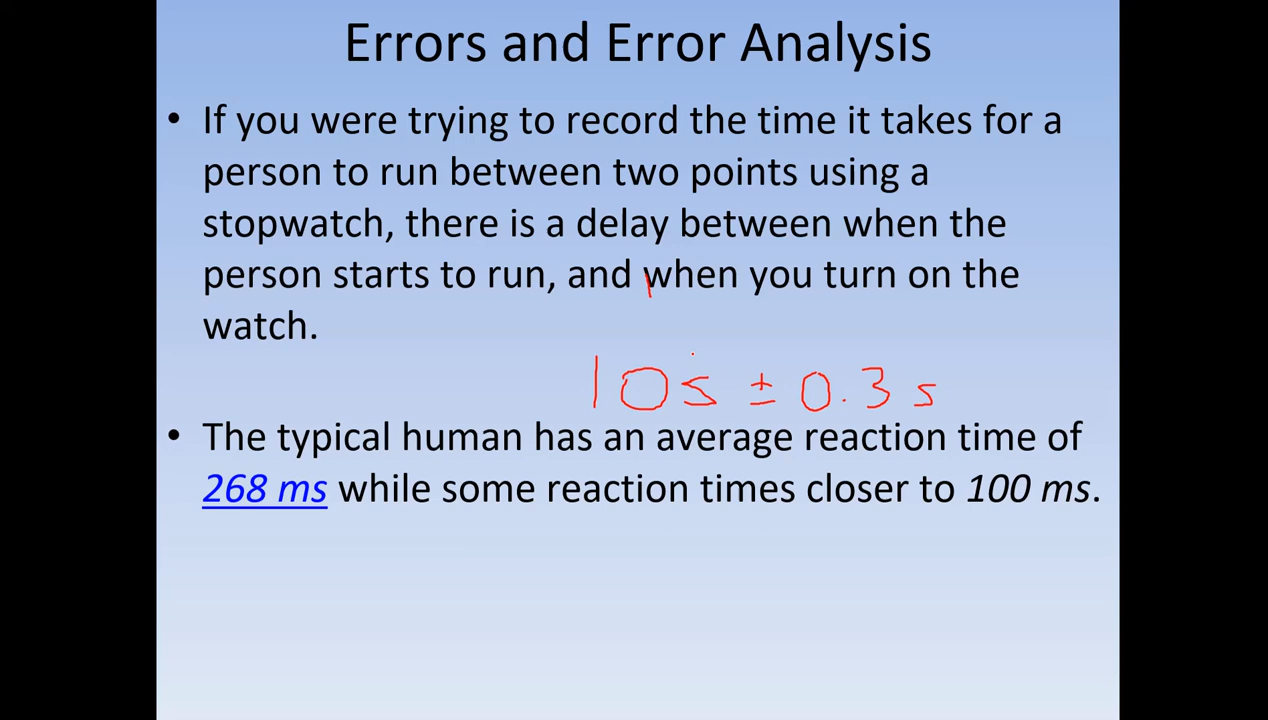 Errors and Error Analysis
• If you were trying to record the time it takes for a
person to run between two points using a
stopwatch, there is a delay between when the
person starts to run, and when you turn on the
watch.
10s ± 0.3 s
• The typical human has an average reaction time of
268 ms while some reaction times closer to 100 ms.